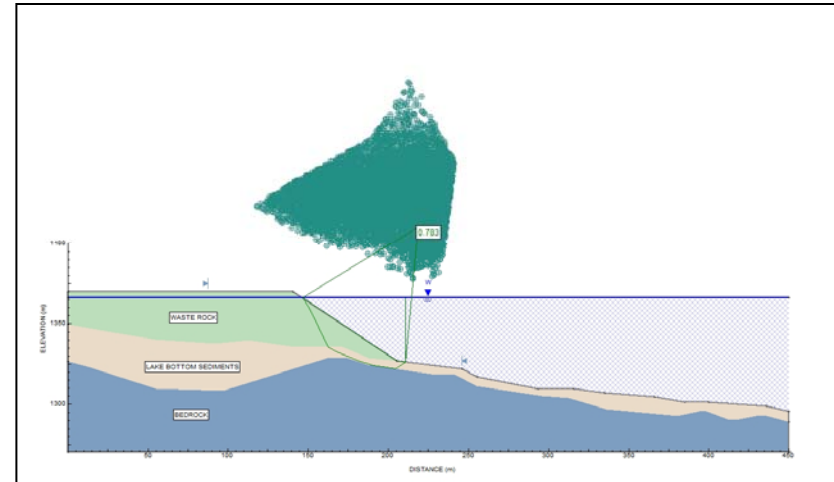 0.783
W
WASTE ROCK
1350
ELEVATION (m)
LAKE BOTTOM SEDIMENTS
1300
BEDROCK
50 100 150 200 250 300 350 400 450
DISTANCE (m)